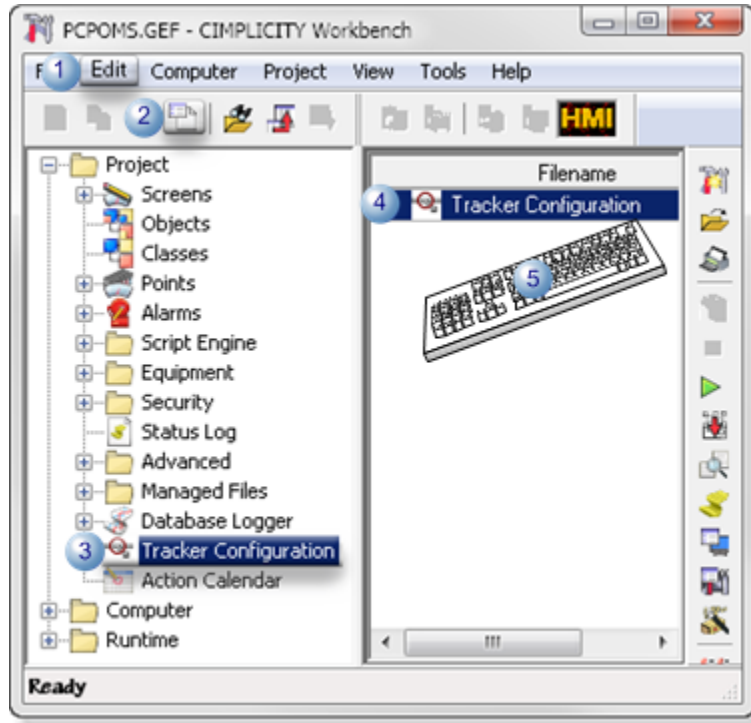 PCPOMS.GEF - CIMPLICITY Workbench
F 1 Edit Computer Project View Tools Help
2 HMI
Project
Screens
Objects
Classes
Points
Alarms
Script Engine
Equipment
Security
Status Log
Advanced
Managed Files
Database Logger
3 Tracker Configuration
Action Calendar
Computer
Runtime
Filename
4 Tracker Configuration
5
Ready